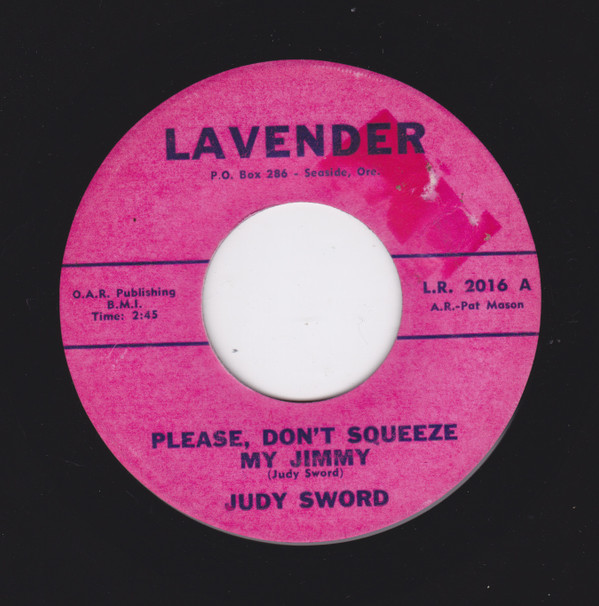 LAVENDER
P.O. Box 286 - Seaside, Ore.
O.A.R. Publishing
B.M.I.
Time: 2:45
L.R. 2016 A
A.R.-Pat Mason
PLEASE, DON'T SQUEEZE
MY JIMMY
(Judy Sword)
JUDY SWORD